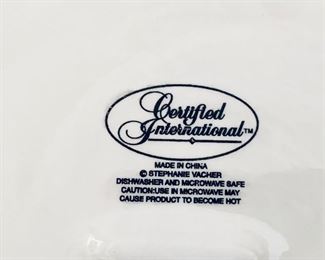 Certified
International™
MADE IN CHINA
© STEPHANIE VACHER
DISHWASHER AND MICROWAVE SAFE
CAUTION:USE IN MICROWAVE MAY
CAUSE PRODUCT TO BECOME HOT